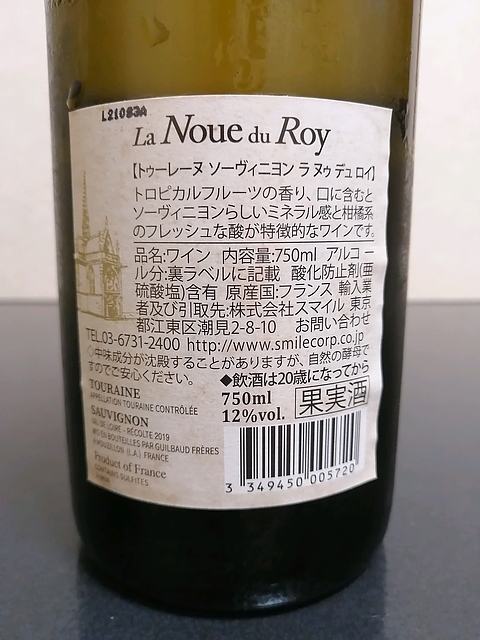 L21083A
La Noue du Roy
【トゥーレーヌ ソーヴィニヨン ラ ヌゥ デュ ロイ】
トロピカルフルーツの香り、口に含むと
ソーヴィニヨンらしいミネラル感と柑橘系
のフレッシュな酸が特徴的なワインです。
品名:ワイン 内容量:750ml アルコー
ル分:裏ラベルに記載 酸化防止剤(亜
硫酸塩)含有 原産国:フランス 輸入業
者及び引取先:株式会社スマイル 東京
都江東区潮見2-8-10 お問い合わせ
TEL.03-6731-2400 http://www.smilecorp.co.jp
◇中味成分が沈殿することがありますが、自然の酵母で
すのでご安心ください。
◆飲酒は20歳になってから
TOURAINE
APPELLATION TOURAINE CONTRÔLÉE
SAUVIGNON
VAL DE LOIRE - RÉCOLTE 2019
MIS EN BOUTEILLES PAR GUILBAUD FRÈRES
A MOUZILLON (L.A.) FRANCE
Product of France
CONTAINS SULFITES
750ml
12%vol.
果実酒
3 349450 005720